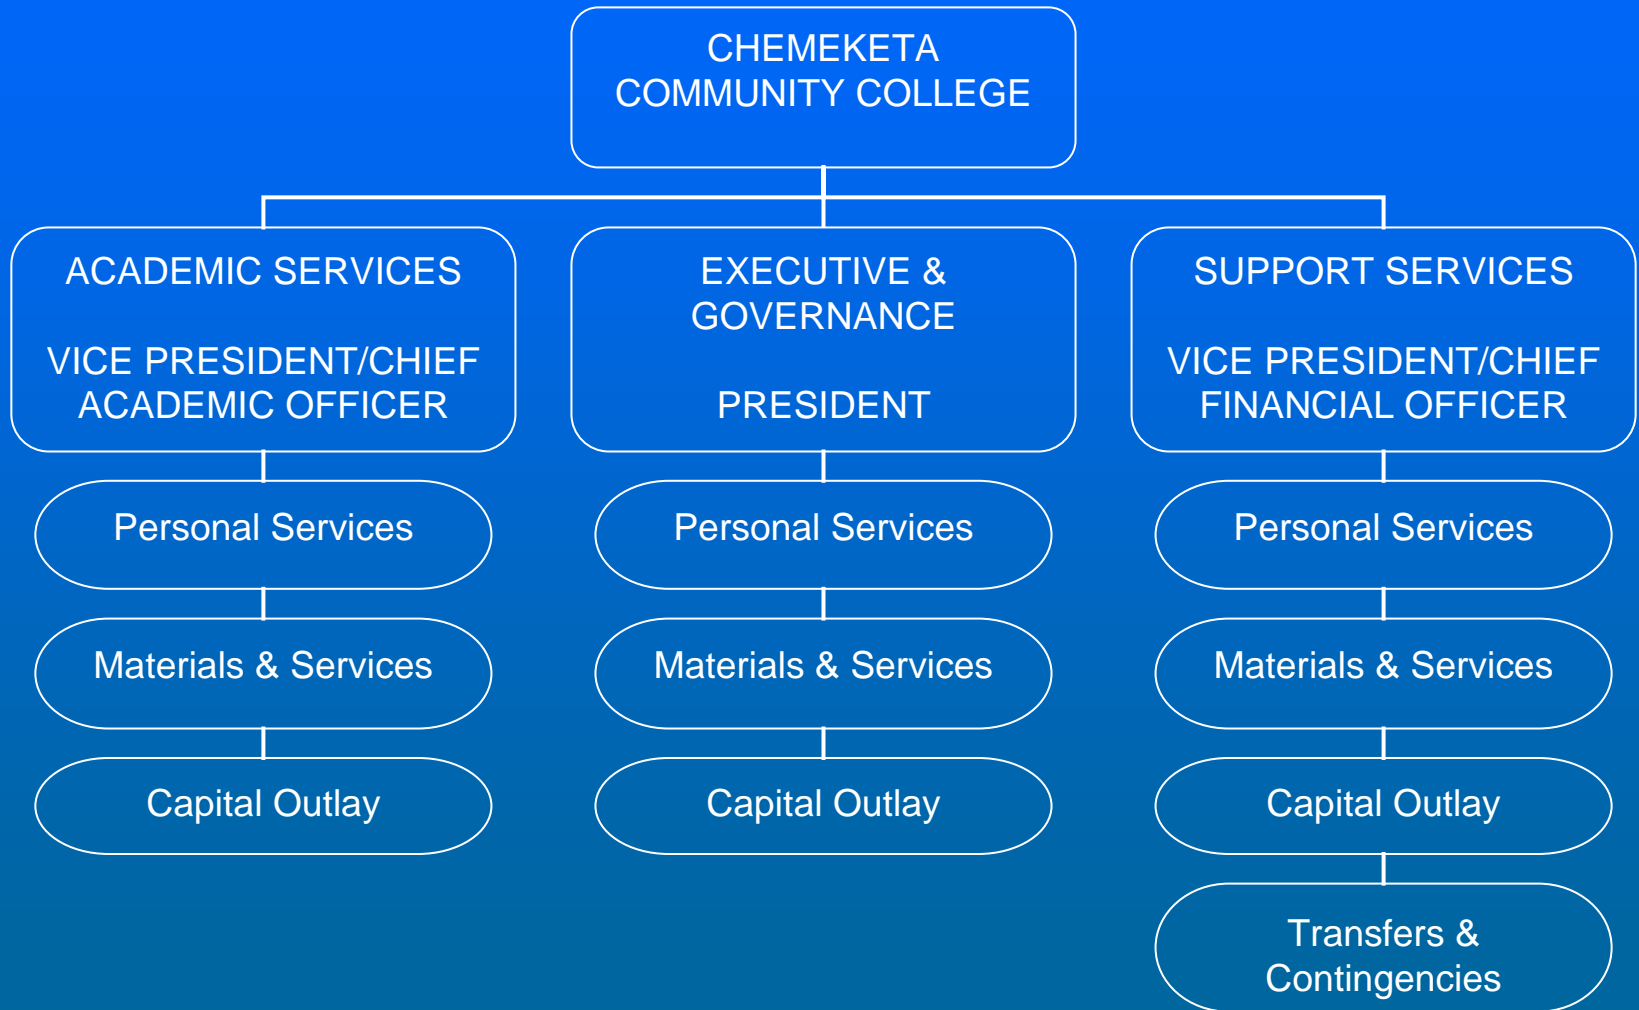 CHEMEKETA
COMMUNITY COLLEGE
ACADEMIC SERVICES
VICE PRESIDENT/CHIEF
ACADEMIC OFFICER
EXECUTIVE &
GOVERNANCE
PRESIDENT
SUPPORT SERVICES
VICE PRESIDENT/CHIEF
FINANCIAL OFFICER
Personal Services
Personal Services
Personal Services
Materials & Services
Materials & Services
Materials & Services
Capital Outlay
Capital Outlay
Capital Outlay
Transfers &
Contingencies